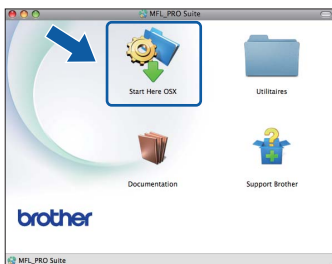 MFL_PRO Suite
Start Here OSX
Utilitaires
Documentation
Support Brother
brother
MFL_PRO Suite